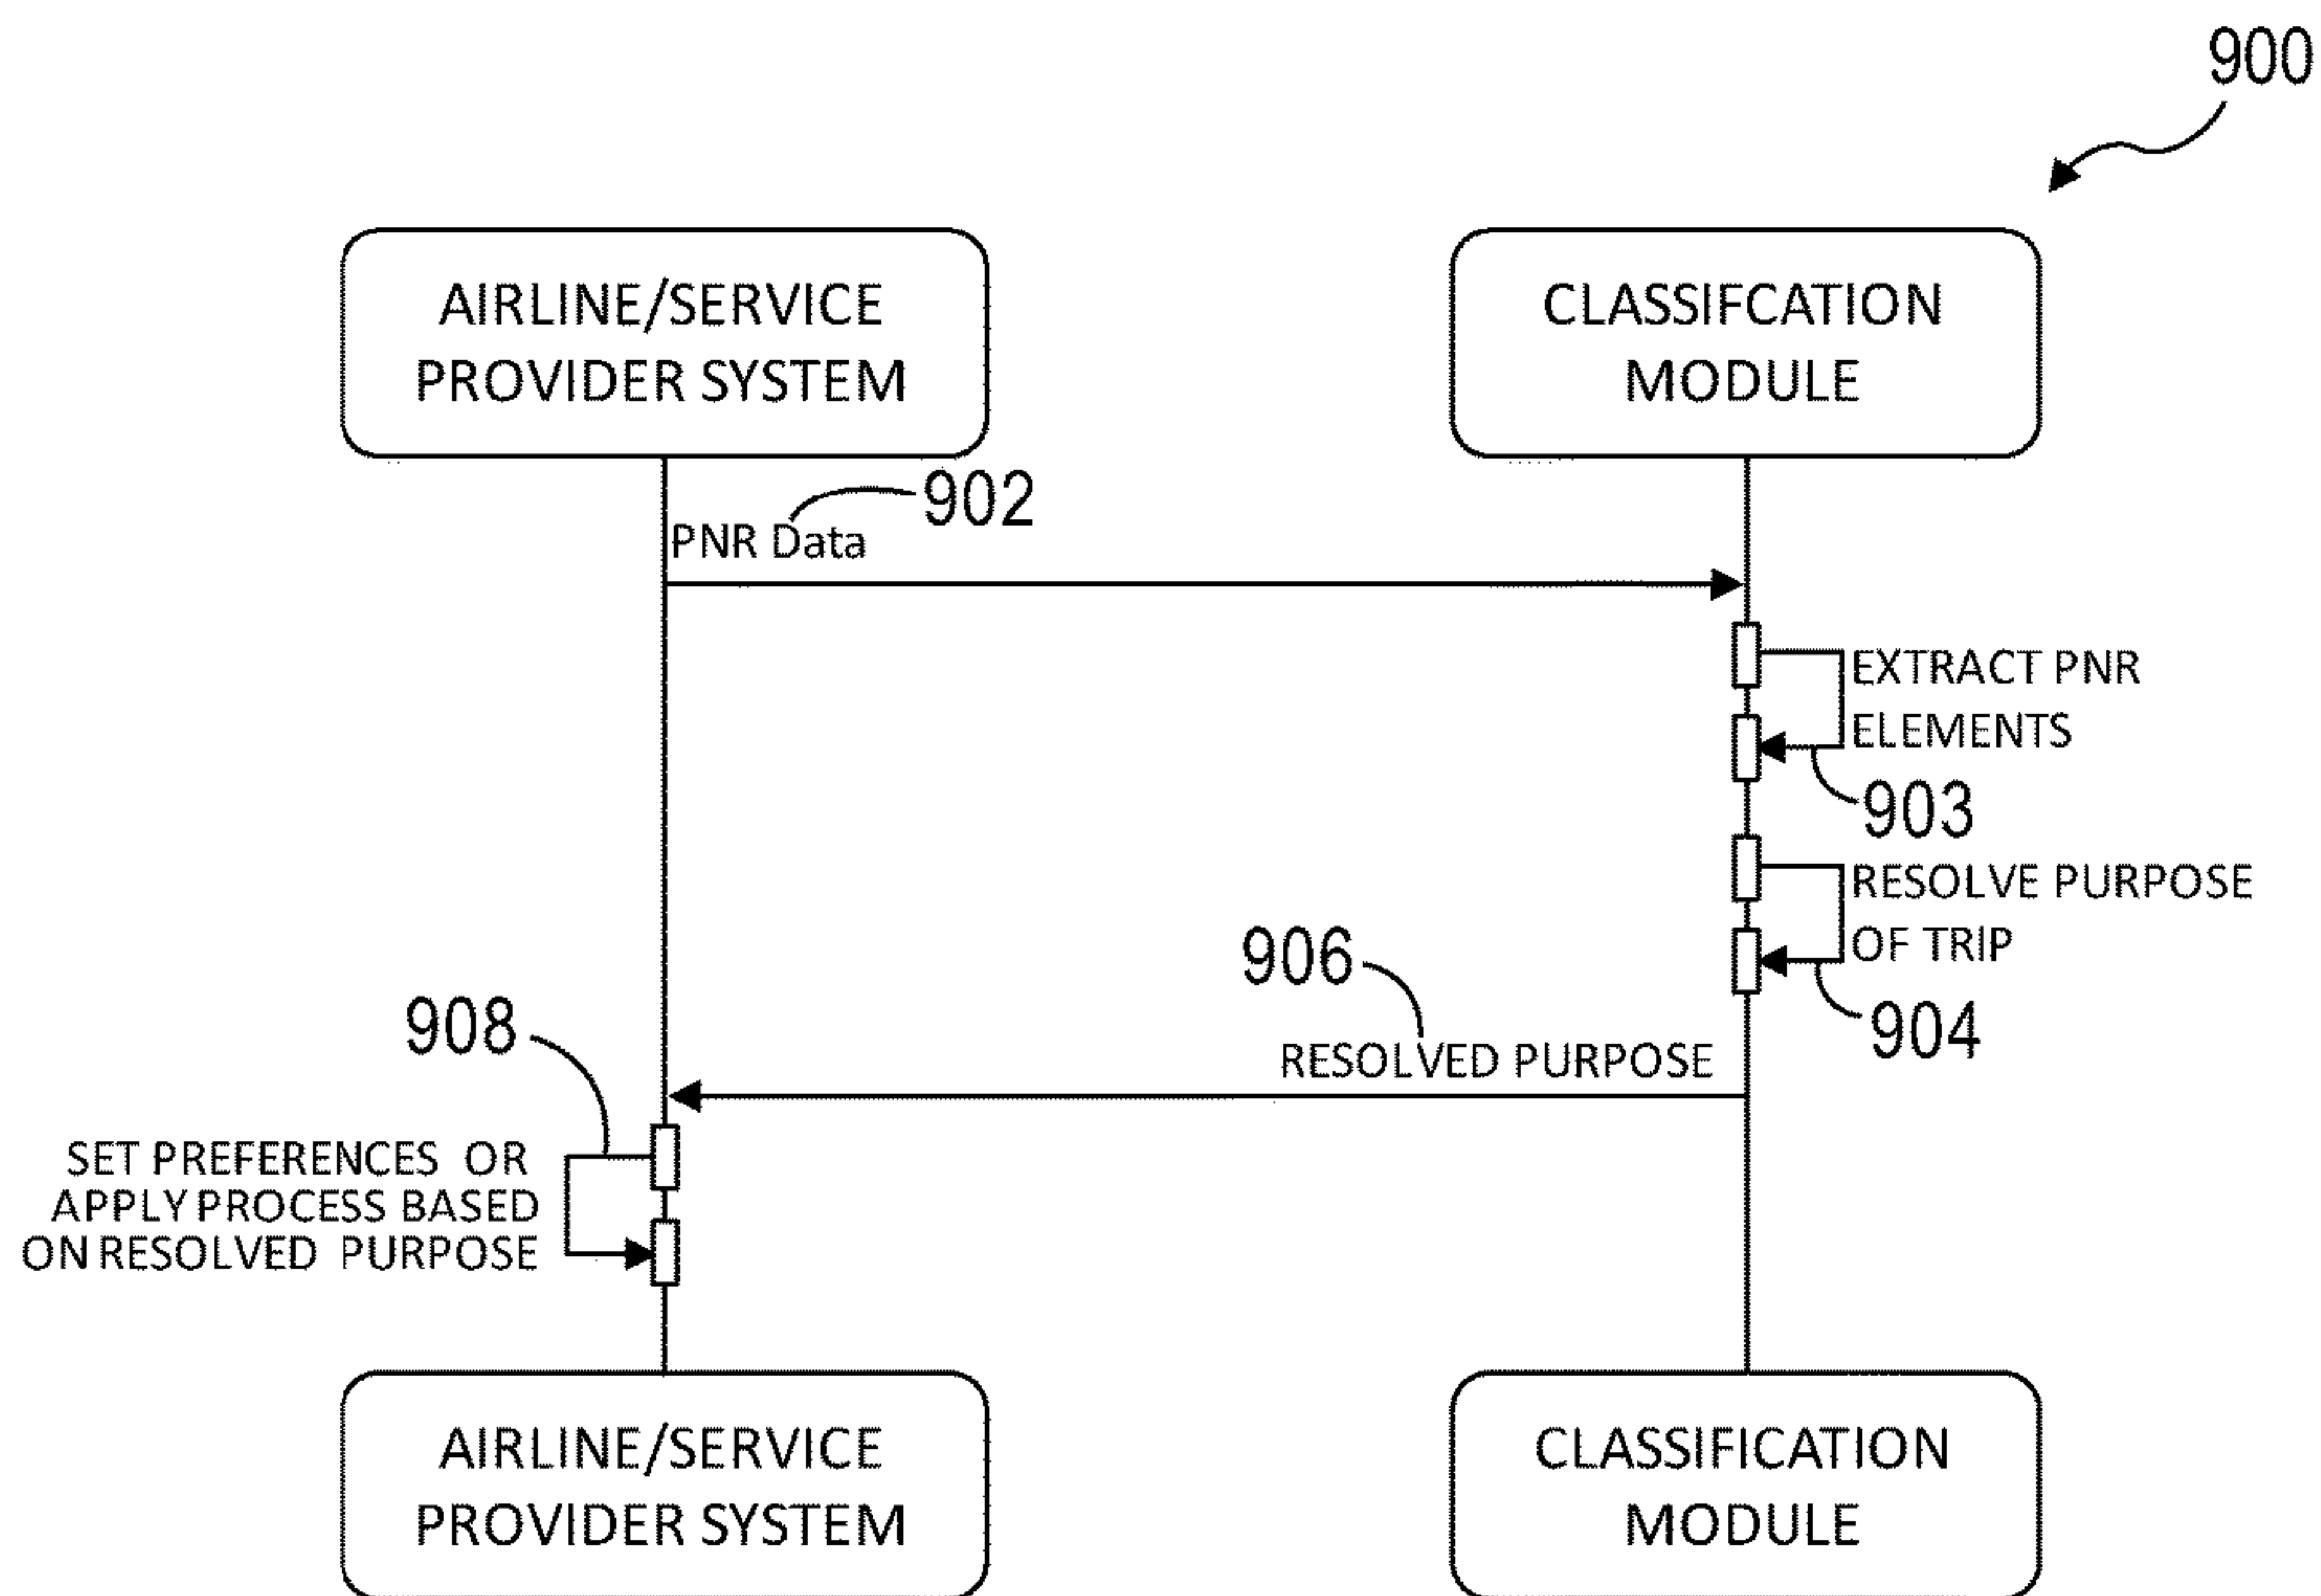 900
AIRLINE/SERVICE
PROVIDER SYSTEM
CLASSIFCATION
MODULE
902
PNR Data
EXTRACT PNR
ELEMENTS
903
RESOLVE PURPOSE
OF TRIP
904
906
RESOLVED PURPOSE
908
SET PREFERENCES OR
APPLY PROCESS BASED
ON RESOLVED PURPOSE
AIRLINE/SERVICE
PROVIDER SYSTEM
CLASSIFICATION
MODULE